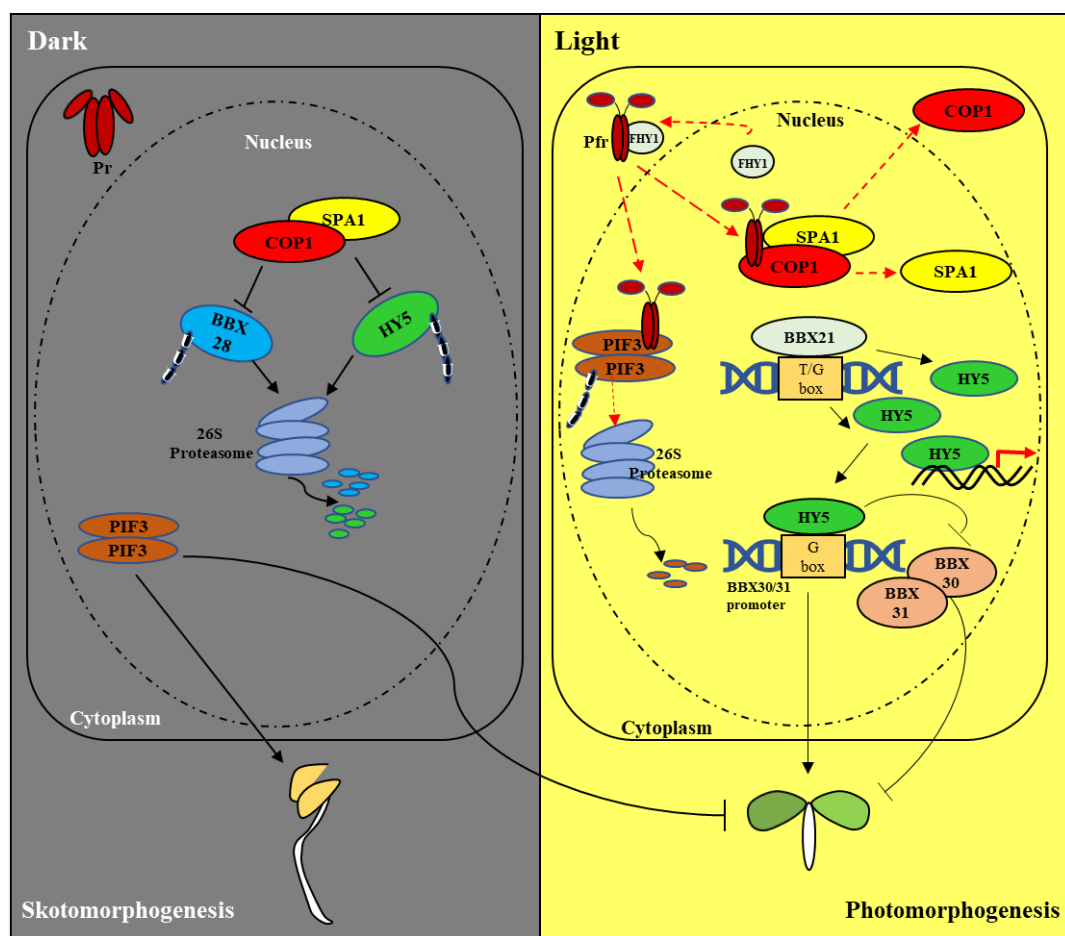 Dark
Nucleus
Pr
SPA1
COP1
BBX
28
HY5
26S
Proteasome
PIF3
PIF3
Cytoplasm
Skotomorphogenesis
Light
Nucleus
COP1
Pfr
FHY1
FHY1
SPA1
COP1
SPA1
PIF3
PIF3
BBX21
T/G
box
HY5
HY5
HY5
26S
Proteasome
HY5
G
box
BBX30/31
promoter
BBX
30
BBX
31
Cytoplasm
Photomorphogenesis